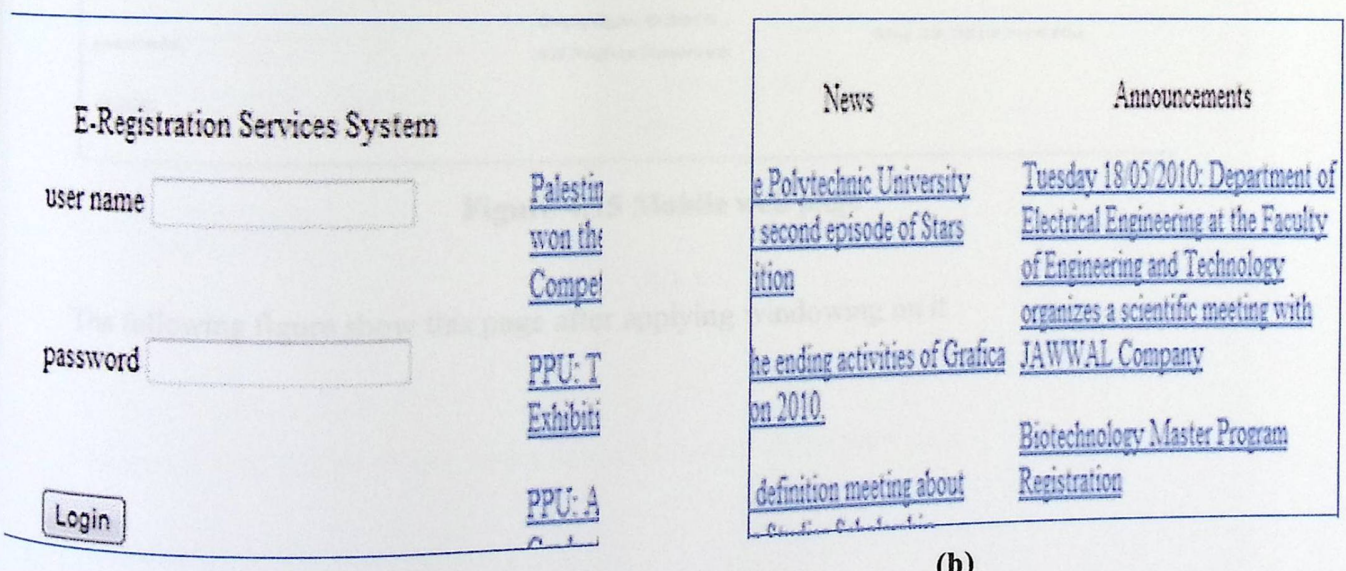 E-Registration Services System
user name
password
Login
Palestin
won the
Compet
PPU: T
Exhibiti
PPU: A
News
e Polytechnic University
second episode of Stars
ition
he ending activities of Grafica
on 2010.
definition meeting about
Announcements
Tuesday 18/05/2010: Department of
Electrical Engineering at the Faculty
of Engineering and Technology
organizes a scientific meeting with
JAWWAL Company
Biotechnology Master Program
Registration
(b)
The following figure show this page after applying windowing on it